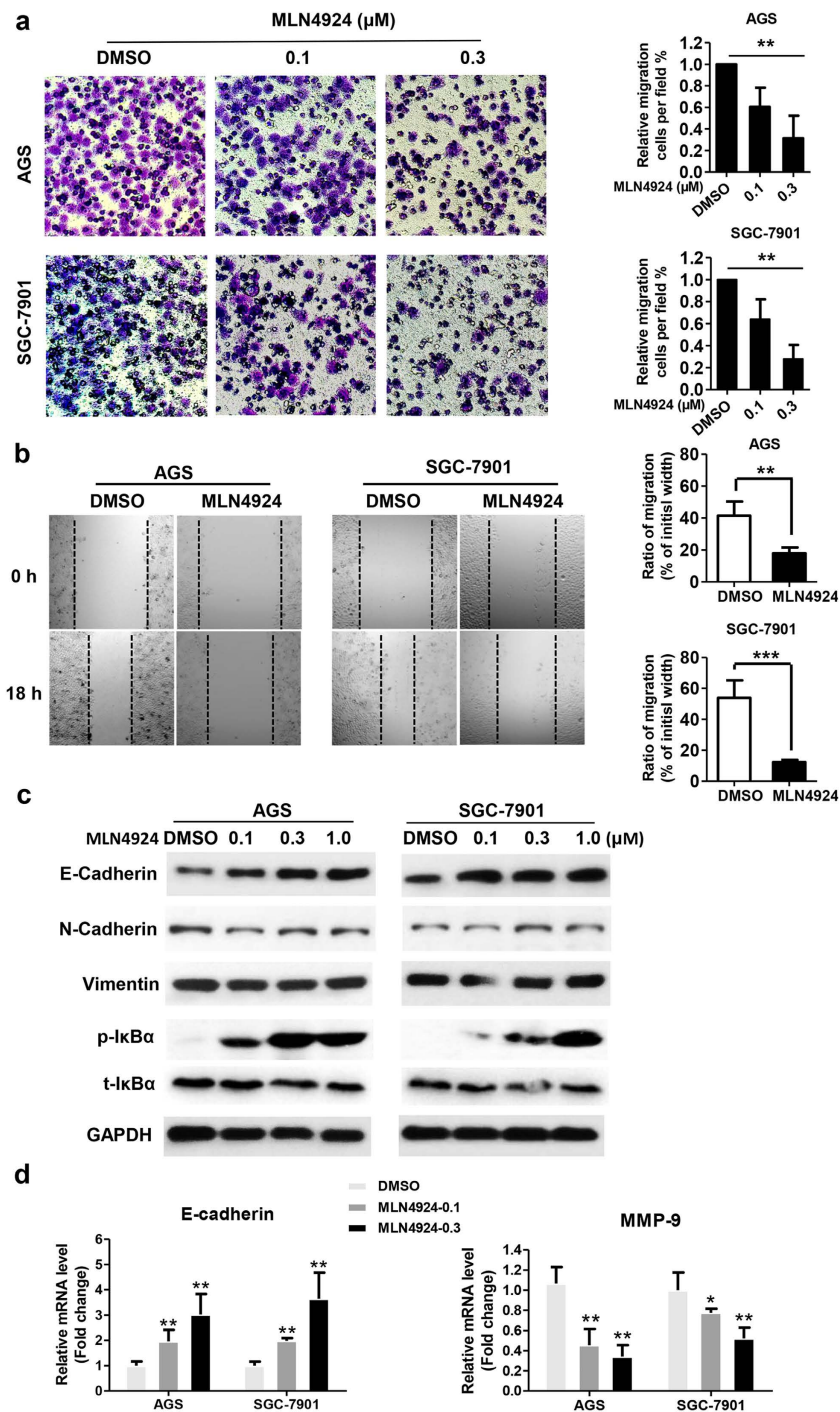 a
MLN4924 (μM)
DMSO 0.1 0.3
AGS
SGC-7901
AGS
**
Relative migration
cells per field %
1.2
1.0
0.8
0.6
0.4
0.2
0
MLN4924 (μM)
DMSO
0.1
0.3
SGC-7901
**
Relative migration
cells per field %
1.2
1.0
0.8
0.6
0.4
0.2
0
MLN4924 (μM)
DMSO
0.1
0.3
b
AGS SGC-7901
DMSO MLN4924 DMSO MLN4924
0 h
18 h
AGS
**
Ratio of migration
(% of initisl width)
80
60
40
20
0
DMSO MLN4924
SGC-7901
***
Ratio of migration
(% of initisl width)
80
60
40
20
0
DMSO MLN4924
c
AGS SGC-7901
MLN4924 DMSO 0.1 0.3 1.0 DMSO 0.1 0.3 1.0 (μM)
E-Cadherin
N-Cadherin
Vimentin
p-IκBα
t-IκBα
GAPDH
d
DMSO
MLN4924-0.1
MLN4924-0.3
E-cadherin
Relative mRNA level
(Fold change)
6
5
4
3
2
1
0
** ** ** **
AGS SGC-7901
MMP-9
Relative mRNA level
(Fold change)
1.4
1.2
1.0
0.8
0.6
0.4
0.2
0.0
** ** * **
AGS SGC-7901